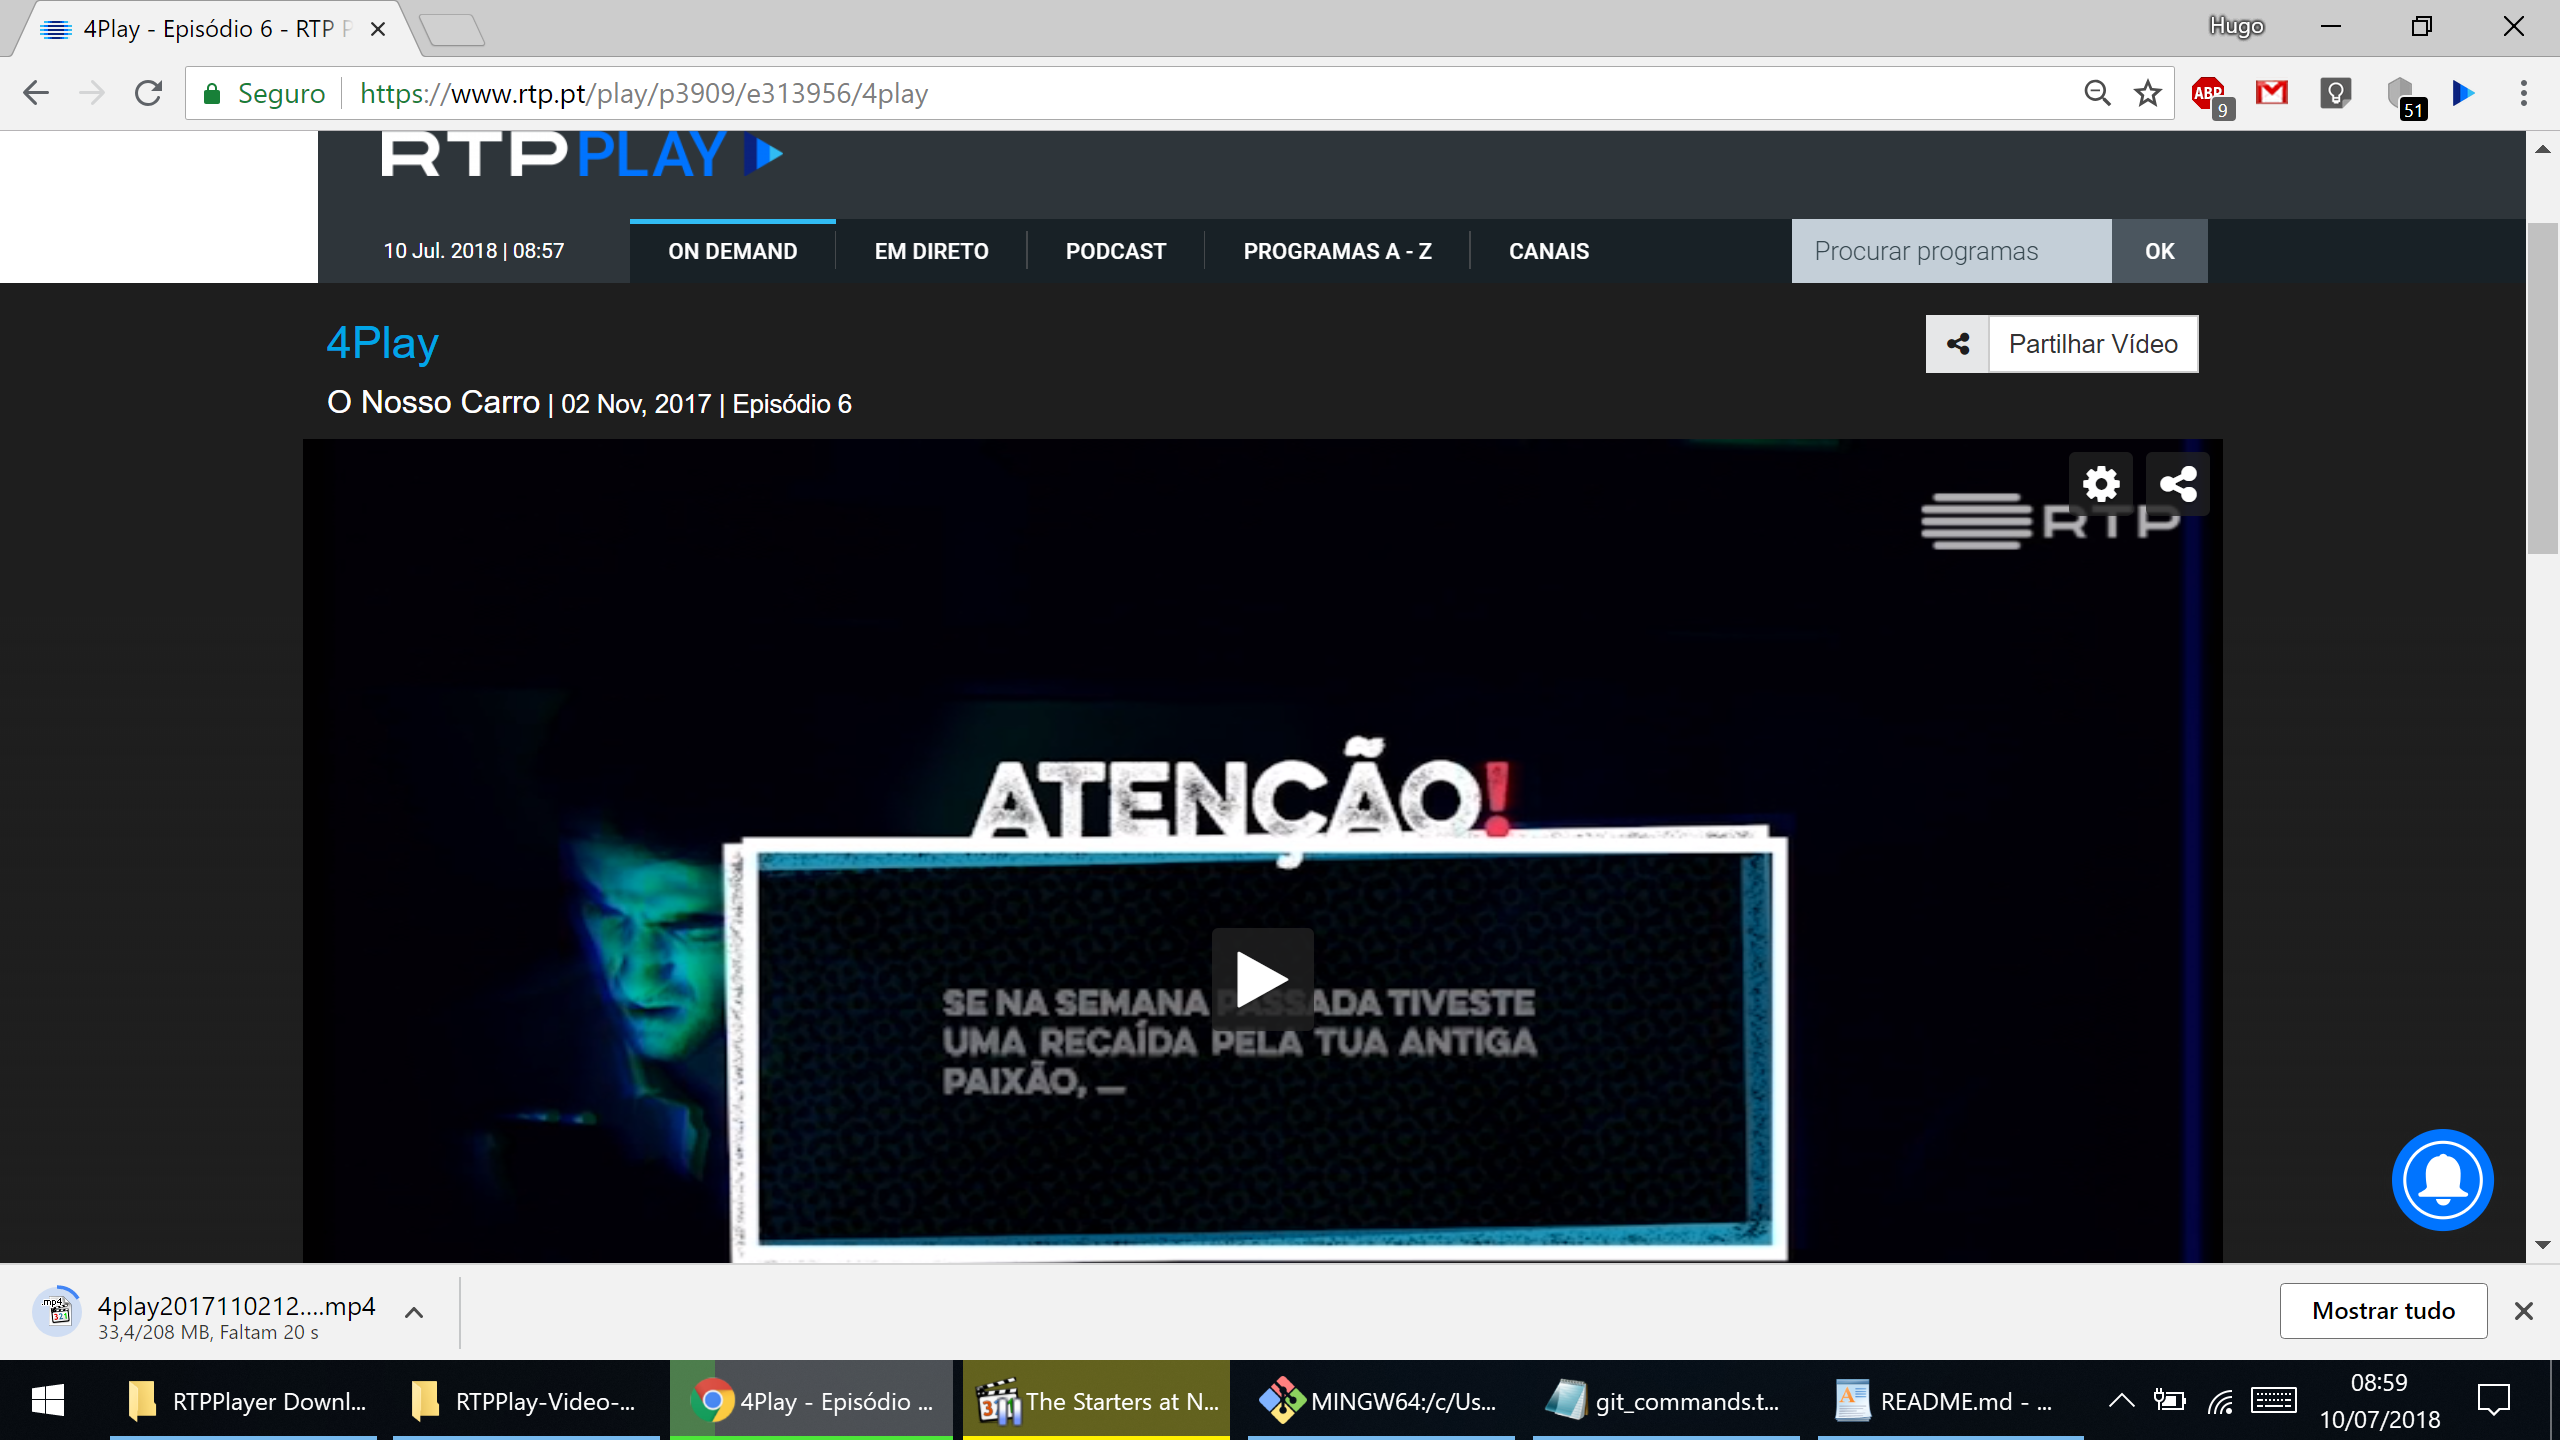 4Play - Episódio 6 - RTP P
Hugo
Seguro
https://www.rtp.pt/play/p3909/e313956/4play
ABP
9
51
RTP PLAY
10 Jul. 2018 | 08:57
ON DEMAND
EM DIRETO
PODCAST
PROGRAMAS A - Z
CANAIS
Procurar programas
OK
4Play
Partilhar Vídeo
O Nosso Carro | 02 Nov, 2017 | Episódio 6
RTP
ATENÇÃO!
SE NA SEMANA PASSADA TIVESTE
UMA RECAÍDA PELA TUA ANTIGA
PAIXÃO, _
.mp4
321
4play2017110212....mp4
33,4/208 MB, Faltam 20 s
Mostrar tudo
RTPPlayer Downl...
RTPPlay-Video-...
4Play - Episódio ...
The Starters at N...
MINGW64:/c/Us...
git_commands.t...
README.md - ...
08:59
10/07/2018